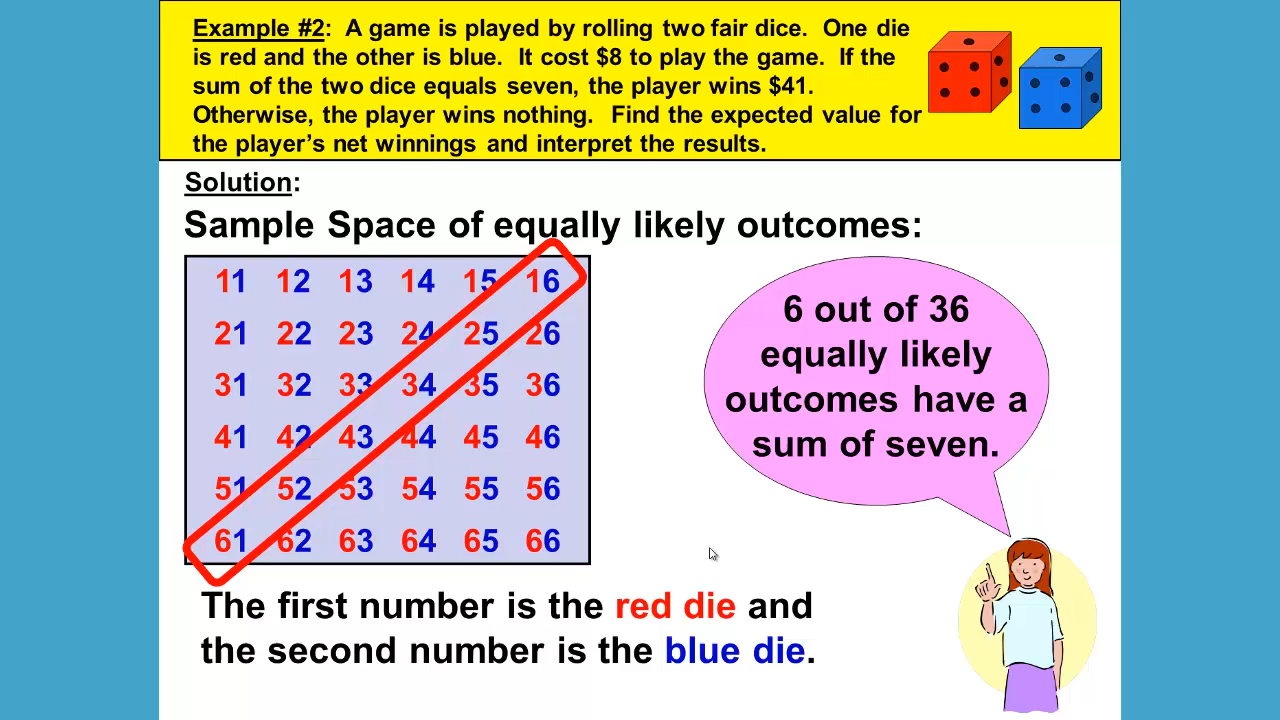 Example #2: A game is played by rolling two fair dice. One die
is red and the other is blue. It cost $8 to play the game. If the
sum of the two dice equals seven, the player wins $41.
Otherwise, the player wins nothing. Find the expected value for
the player's net winnings and interpret the results.
Solution:
Sample Space of equally likely outcomes:
11 12 13 14 15 16
21 22 23 24 25 26
31 32 33 34 35 36
41 42 43 44 45 46
51 52 53 54 55 56
61 62 63 64 65 66
6 out of 36
equally likely
outcomes have a
sum of seven.
The first number is the red die and
the second number is the blue die.